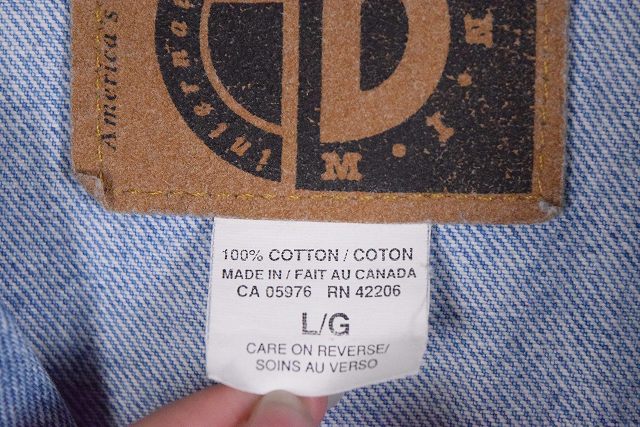 America's
interna
D
M.I.M
100% COTTON / COTON
MADE IN / FAIT AU CANADA
CA 05976 RN 42206
L/G
CARE ON REVERSE/
SOINS AU VERSO